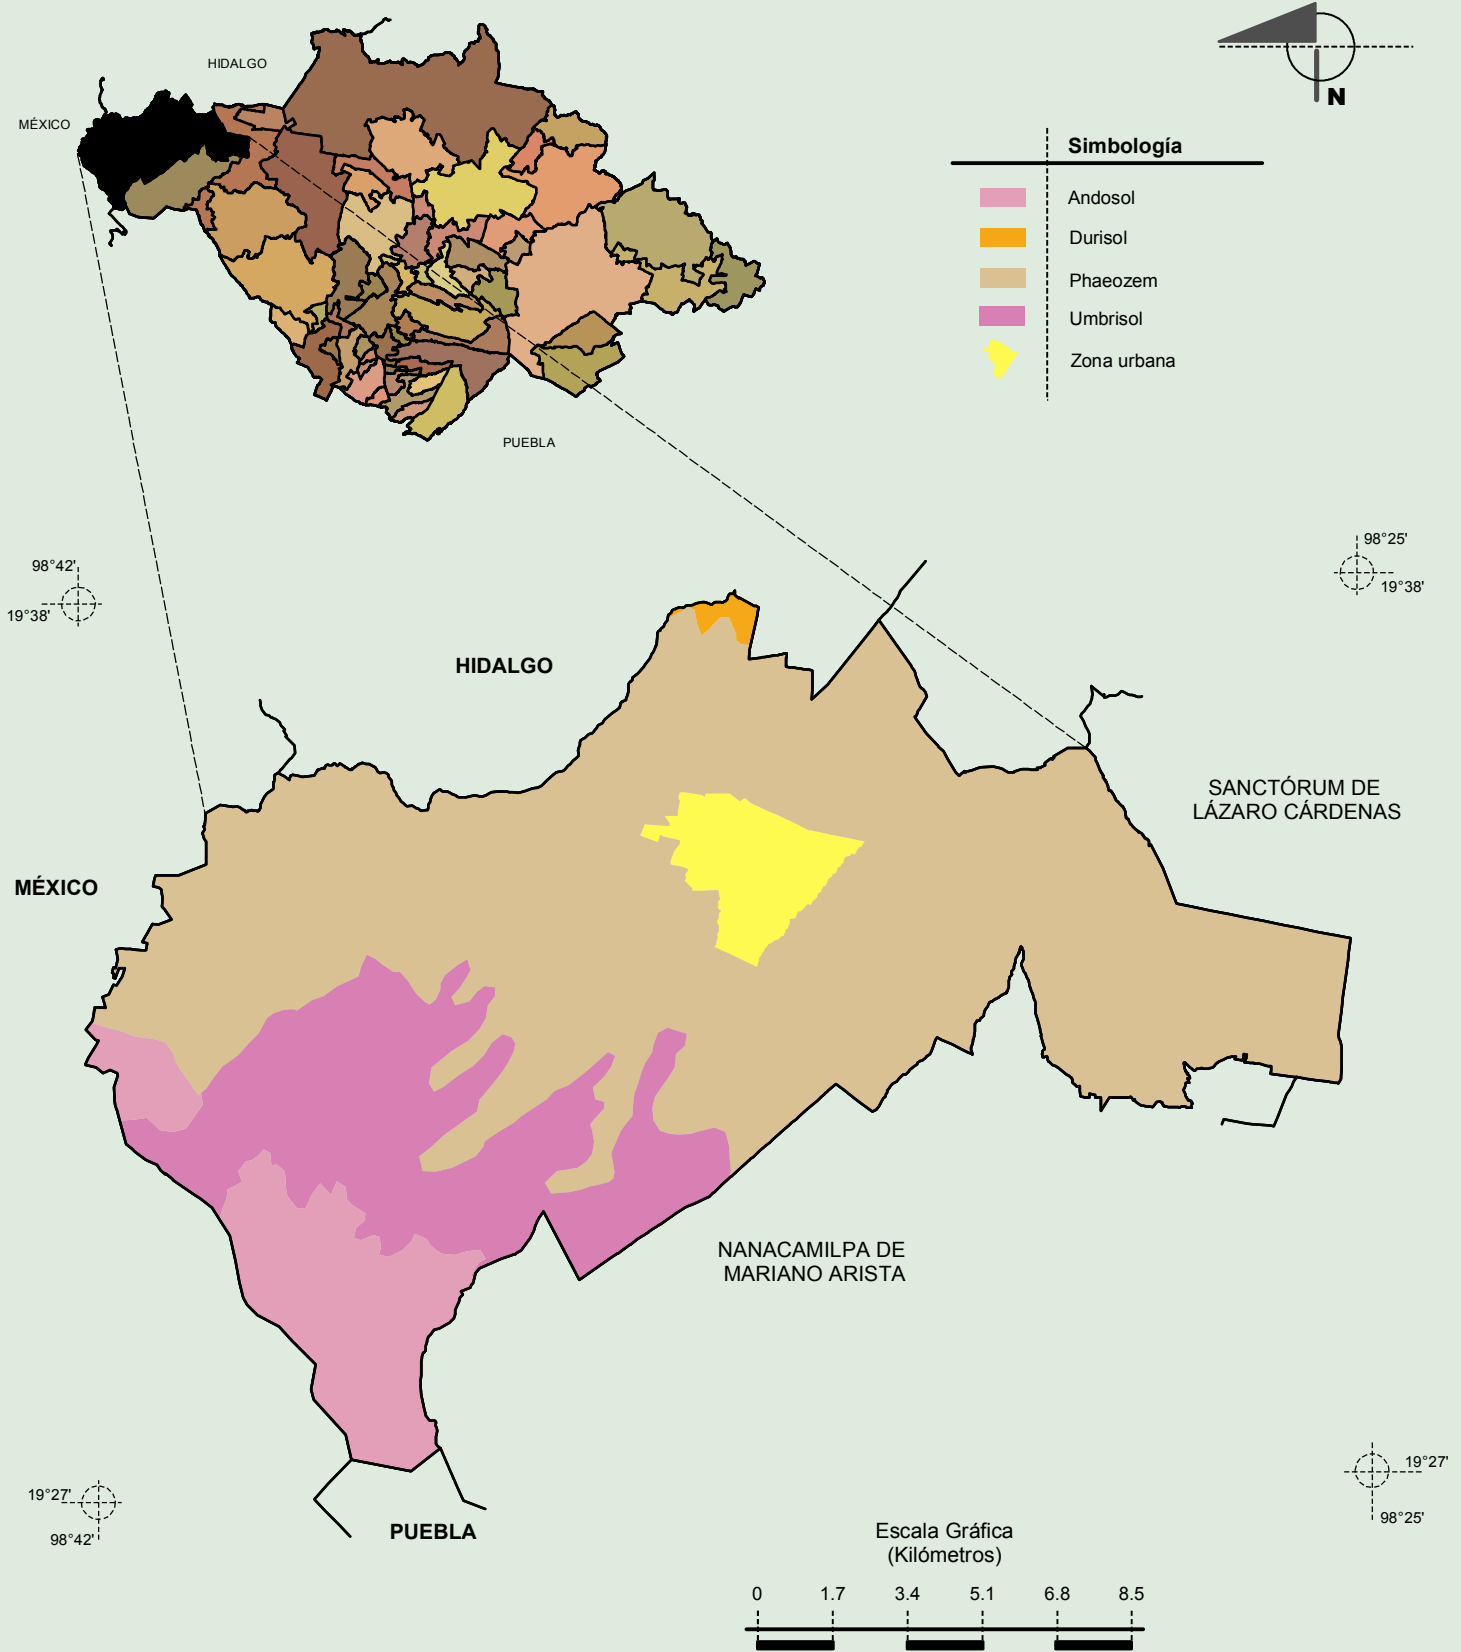 HIDALGO
MÉXICO
PUEBLA
N
Simbología
Andosol
Durisol
Phaeozem
Umbrisol
Zona urbana
98°42'
19°38'
98°25'
19°38'
HIDALGO
SANCTÓRUM DE
LÁZARO CÁRDENAS
MÉXICO
NANACAMILPA DE
MARIANO ARISTA
19°27'
98°42'
19°27'
98°25'
PUEBLA
Escala Gráfica
(Kilómetros)
0 1.7 3.4 5.1 6.8 8.5